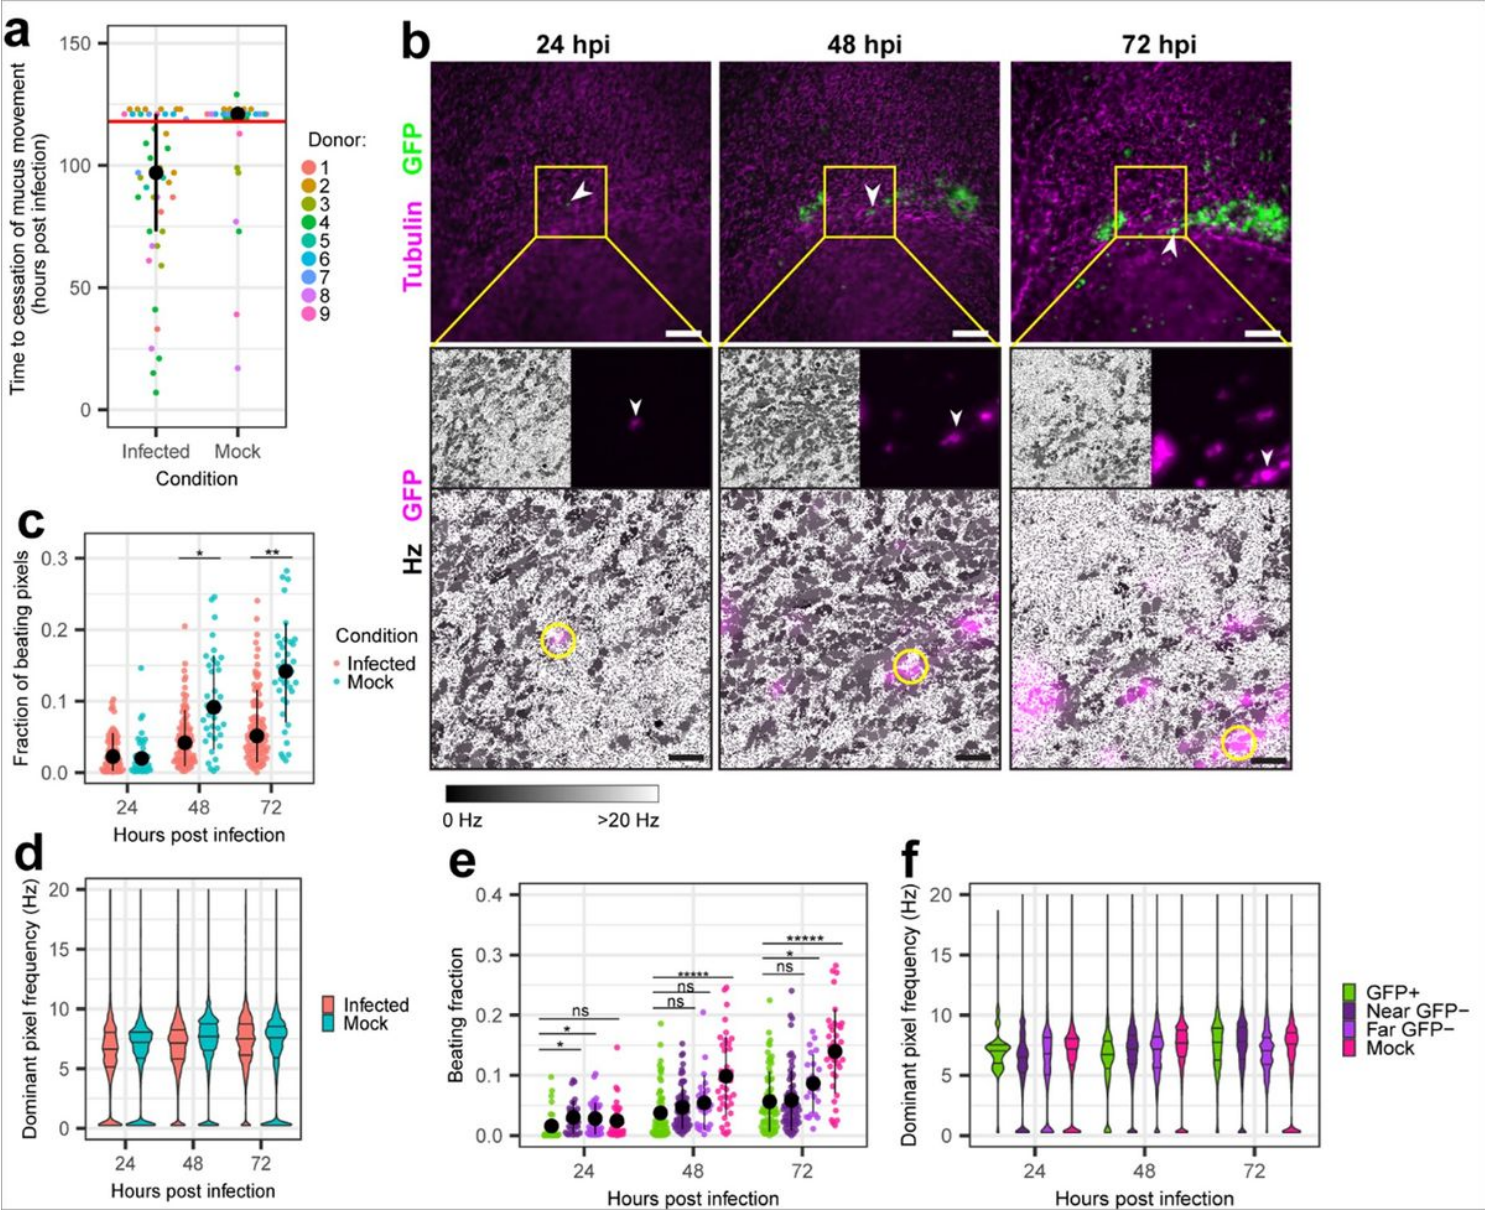 a
150
100
50
0
Time to cessation of mucus movement
(hours post infection)
Infected Mock
Condition
Donor:
1
2
3
4
5
6
7
8
9
b
24 hpi 48 hpi 72 hpi
Tubulin GFP
Hz GFP
0 Hz >20 Hz
c
0.3
0.2
0.1
0.0
Fraction of beating pixels
* **
24 48 72
Hours post infection
Condition
Infected
Mock
d
20
15
10
5
0
Dominant pixel frequency (Hz)
24 48 72
Hours post infection
Infected
Mock
e
0.4
0.3
0.2
0.1
0.0
Beating fraction
ns
*
*
*****
ns
ns
*****
*
ns
24 48 72
Hours post infection
f
20
15
10
5
0
Dominant pixel frequency (Hz)
24 48 72
Hours post infection
GFP+
Near GFP−
Far GFP−
Mock